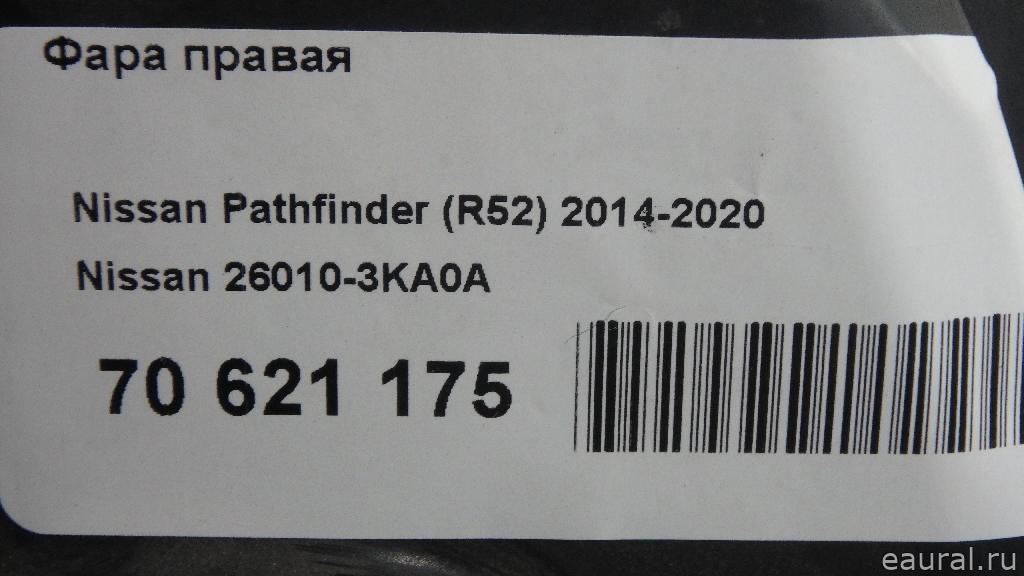 Фара правая
Nissan Pathfinder (R52) 2014-2020
Nissan 26010-3KA0A
70 621 175
eaural.ru